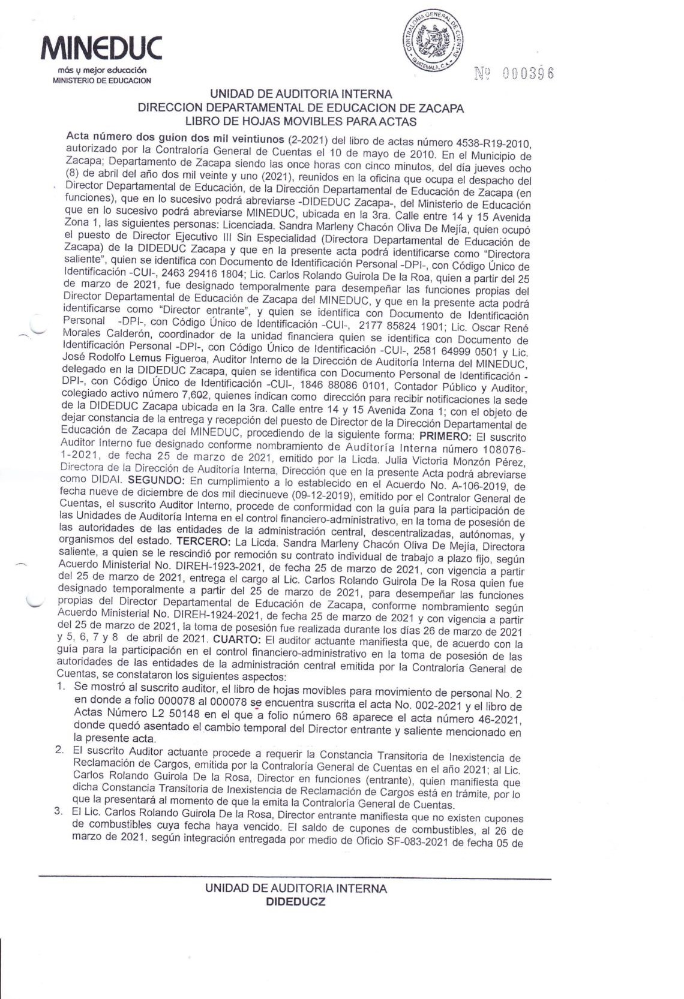 MINEDUC
más y mejor educación
MINISTERIO DE EDUCACION
CONTRALORÍA GENERAL DE CUENTAS
GUATEMALA, C.A.
Nº 000396
UNIDAD DE AUDITORIA INTERNA
DIRECCION DEPARTAMENTAL DE EDUCACION DE ZACAPA
LIBRO DE HOJAS MOVIBLES PARA ACTAS
Acta número dos guion dos mil veintiunos (2-2021) del libro de actas número 4538-R19-2010,
autorizado por la Contraloría General de Cuentas el 10 de mayo de 2010. En el Municipio de
Zacapa; Departamento de Zacapa siendo las once horas con cinco minutos, del día jueves ocho
(8) de abril del año dos mil veinte y uno (2021), reunidos en la oficina que ocupa el despacho del
Director Departamental de Educación, de la Dirección Departamental de Educación de Zacapa (en
funciones), que en lo sucesivo podrá abreviarse -DIDEDUC Zacapa-, del Ministerio de Educación
que en lo sucesivo podrá abreviarse MINEDUC, ubicada en la 3ra. Calle entre 14 y 15 Avenida
Zona 1, las siguientes personas: Licenciada. Sandra Marleny Chacón Oliva De Mejía, quien ocupó
el puesto de Director Ejecutivo III Sin Especialidad (Directora Departamental de Educación de
Zacapa) de la DIDEDUC Zacapa y que en la presente acta podrá identificarse como “Directora
saliente”, quien se identifica con Documento de Identificación Personal -DPI-, con Código Único de
Identificación -CUI-, 2463 29416 1804; Lic. Carlos Rolando Guirola De la Roa, quien a partir del 25
de marzo de 2021, fue designado temporalmente para desempeñar las funciones propias del
Director Departamental de Educación de Zacapa del MINEDUC, y que en la presente acta podrá
identificarse como “Director entrante”, y quien se identifica con Documento de Identificación
Personal -DPI-, con Código Único de Identificación -CUI-, 2177 85824 1901; Lic. Oscar René
Morales Calderón, coordinador de la unidad financiera quien se identifica con Documento de
Identificación Personal -DPI-, con Código Único de Identificación -CUI-, 2581 64999 0501 y Lic.
José Rodolfo Lemus Figueroa, Auditor Interno de la Dirección de Auditoría Interna del MINEDUC,
delegado en la DIDEDUC Zacapa, quien se identifica con Documento Personal de Identificación -
DPI-, con Código Único de Identificación -CUI-, 1846 88086 0101, Contador Público y Auditor,
colegiado activo número 7,602, quienes indican como dirección para recibir notificaciones la sede
de la DIDEDUC Zacapa ubicada en la 3ra. Calle entre 14 y 15 Avenida Zona 1; con el objeto de
dejar constancia de la entrega y recepción del puesto de Director de la Dirección Departamental de
Educación de Zacapa del MINEDUC, procediendo de la siguiente forma: PRIMERO: El suscrito
Auditor Interno fue designado conforme nombramiento de Auditoría Interna número 108076-
1-2021, de fecha 25 de marzo de 2021, emitido por la Licda. Julia Victoria Monzón Pérez,
Directora de la Dirección de Auditoría Interna, Dirección que en la presente Acta podrá abreviarse
como DIDAI. SEGUNDO: En cumplimiento a lo establecido en el Acuerdo No. A-106-2019, de
fecha nueve de diciembre de dos mil diecinueve (09-12-2019), emitido por el Contralor General de
Cuentas, el suscrito Auditor Interno, procede de conformidad con la guía para la participación de
las Unidades de Auditoría Interna en el control financiero-administrativo, en la toma de posesión de
las autoridades de las entidades de la administración central, descentralizadas, autónomas, y
organismos del estado. TERCERO: La Licda. Sandra Marleny Chacón Oliva De Mejía, Directora
saliente, a quien se le rescindió por remoción su contrato individual de trabajo a plazo fijo, según
Acuerdo Ministerial No. DIREH-1923-2021, de fecha 25 de marzo de 2021, con vigencia a partir
del 25 de marzo de 2021, entrega el cargo al Lic. Carlos Rolando Guirola De la Rosa quien fue
designado temporalmente a partir del 25 de marzo de 2021, para desempeñar las funciones
propias del Director Departamental de Educación de Zacapa, conforme nombramiento según
Acuerdo Ministerial No. DIREH-1924-2021, de fecha 25 de marzo de 2021 y con vigencia a partir
del 25 de marzo de 2021, la toma de posesión fue realizada durante los días 26 de marzo de 2021
y 5, 6, 7 y 8 de abril de 2021. CUARTO: El auditor actuante manifiesta que, de acuerdo con la
guía para la participación en el control financiero-administrativo en la toma de posesión de las
autoridades de las entidades de la administración central emitida por la Contraloría General de
Cuentas, se constataron los siguientes aspectos:
1. Se mostró al suscrito auditor, el libro de hojas movibles para movimiento de personal No. 2
en donde a folio 000078 al 000078 se encuentra suscrita el acta No. 002-2021 y el libro de
Actas Número L2 50148 en el que a folio número 68 aparece el acta número 46-2021,
donde quedó asentado el cambio temporal del Director entrante y saliente mencionado en
la presente acta.
2. El suscrito Auditor actuante procede a requerir la Constancia Transitoria de Inexistencia de
Reclamación de Cargos, emitida por la Contraloría General de Cuentas en el año 2021; al Lic.
Carlos Rolando Guirola De la Rosa, Director en funciones (entrante), quien manifiesta que
dicha Constancia Transitoria de Inexistencia de Reclamación de Cargos está en trámite, por lo
que la presentará al momento de que la emita la Contraloría General de Cuentas.
3. El Lic. Carlos Rolando Guirola De la Rosa, Director entrante manifiesta que no existen cupones
de combustibles cuya fecha haya vencido. El saldo de cupones de combustibles, al 26 de
marzo de 2021, según integración entregada por medio de Oficio SF-083-2021 de fecha 05 de
UNIDAD DE AUDITORIA INTERNA
DIDEDUCZ